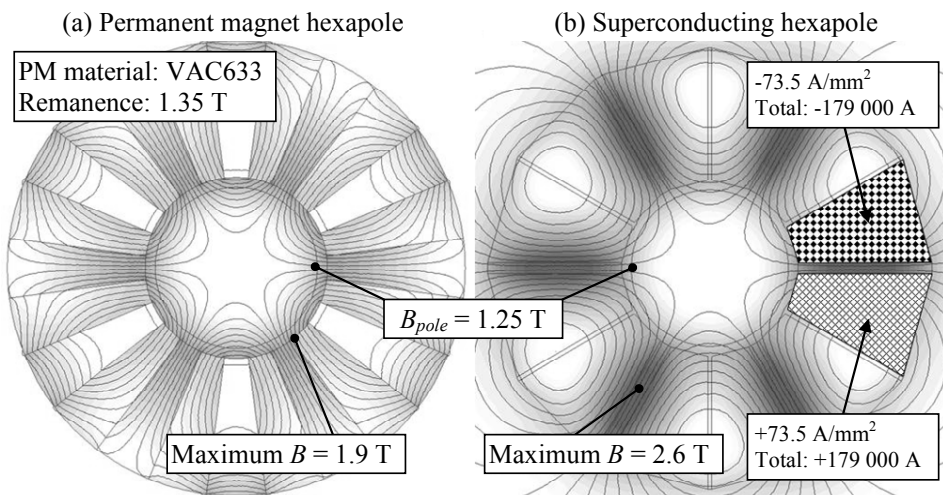 (a) Permanent magnet hexapole
(b) Superconducting hexapole
PM material: VAC633
Remanence: 1.35 T
-73.5 A/mm²
Total: -179 000 A
B_pole = 1.25 T
Maximum B = 1.9 T
Maximum B = 2.6 T
+73.5 A/mm²
Total: +179 000 A